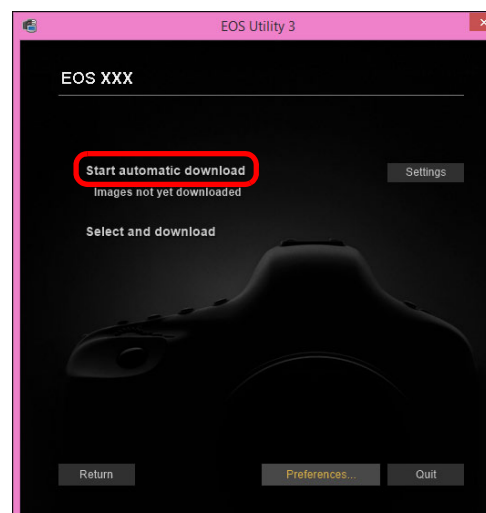 EOS Utility 3
EOS XXX
Start automatic download
Settings
Images not yet downloaded
Select and download
Return
Preferences...
Quit